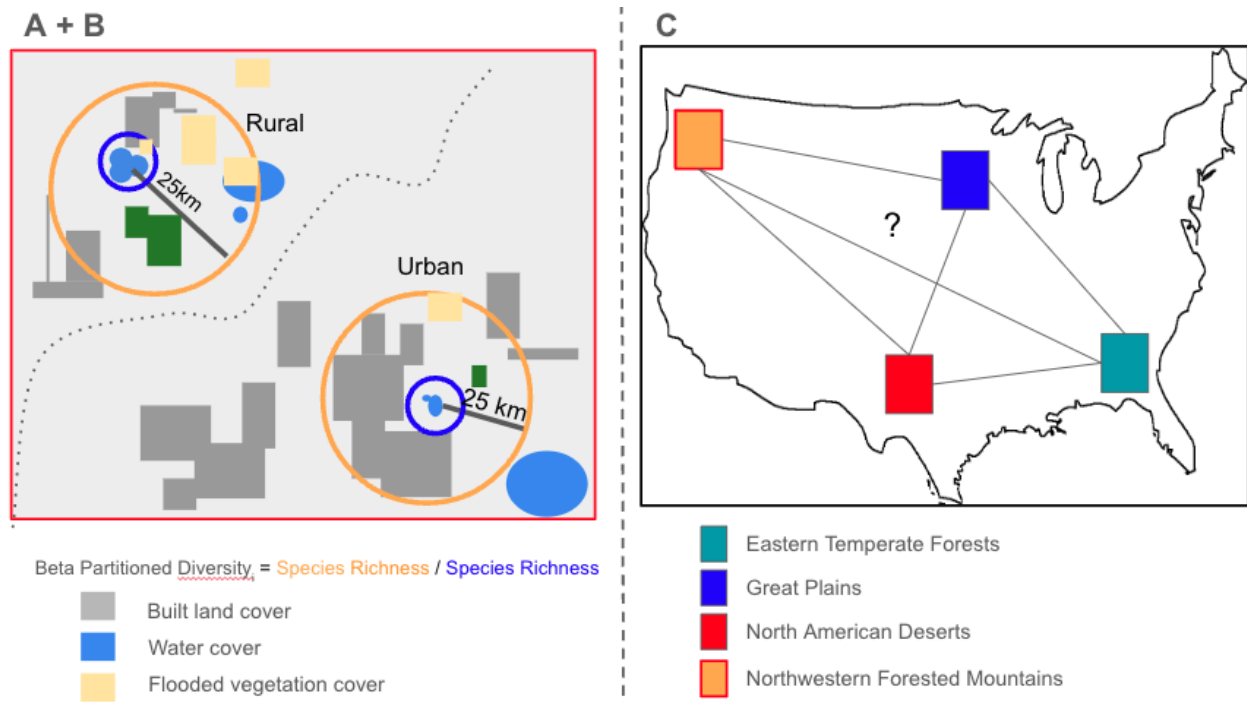 A + B
Rural
25km
Urban
25 km
Beta Partitioned Diversity, = Species Richness / Species Richness
Built land cover
Water cover
Flooded vegetation cover
C
?
Eastern Temperate Forests
Great Plains
North American Deserts
Northwestern Forested Mountains